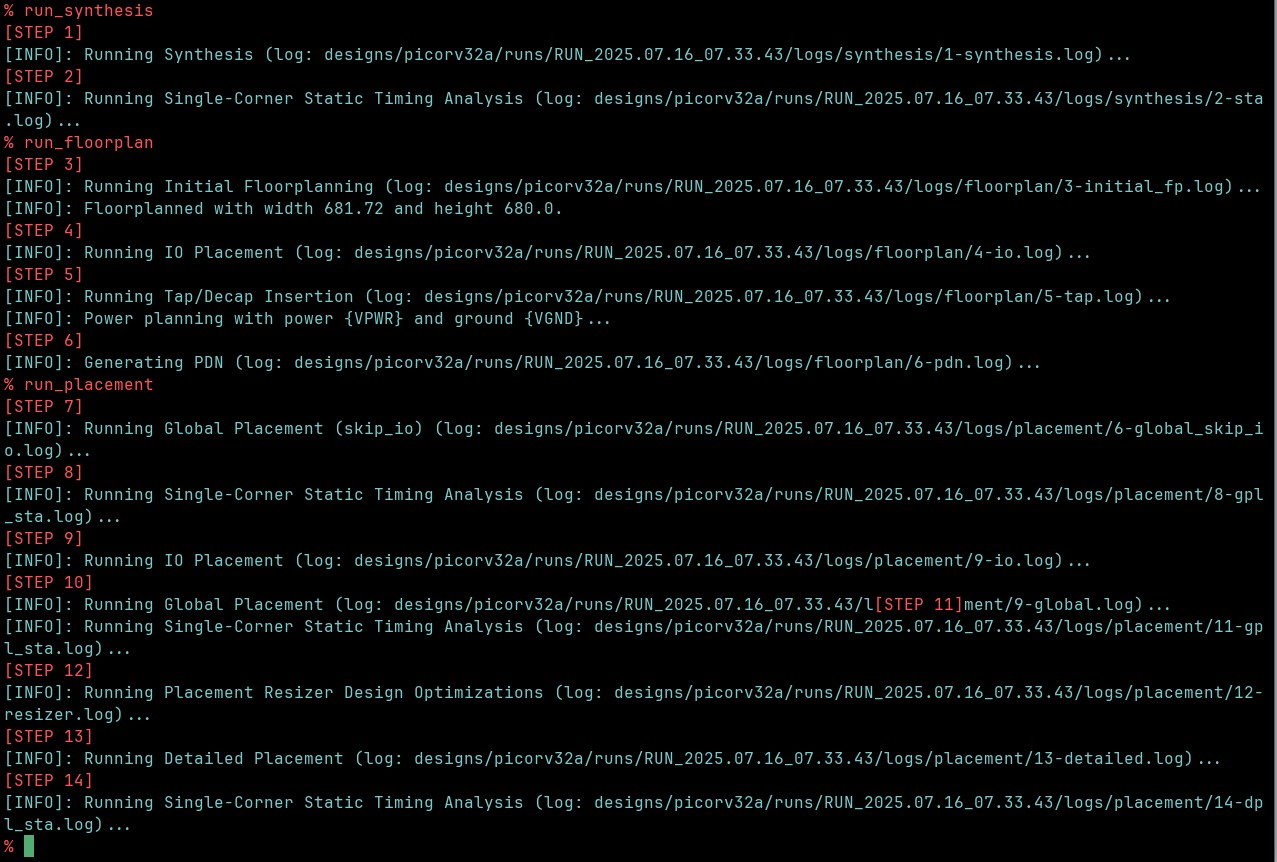 % run_synthesis
[STEP 1]
[INFO]: Running Synthesis (log: designs/picorv32a/runs/RUN_2025.07.16_07.33.43/logs/synthesis/1-synthesis.log)...
[STEP 2]
[INFO]: Running Single-Corner Static Timing Analysis (log: designs/picorv32a/runs/RUN_2025.07.16_07.33.43/logs/synthesis/2-sta
.log)...
% run_floorplan
[STEP 3]
[INFO]: Running Initial Floorplanning (log: designs/picorv32a/runs/RUN_2025.07.16_07.33.43/logs/floorplan/3-initial_fp.log)...
[INFO]: Floorplanned with width 681.72 and height 680.0.
[STEP 4]
[INFO]: Running IO Placement (log: designs/picorv32a/runs/RUN_2025.07.16_07.33.43/logs/floorplan/4-io.log)...
[STEP 5]
[INFO]: Running Tap/Decap Insertion (log: designs/picorv32a/runs/RUN_2025.07.16_07.33.43/logs/floorplan/5-tap.log)...
[INFO]: Power planning with power {VPWR} and ground {VGND}...
[STEP 6]
[INFO]: Generating PDN (log: designs/picorv32a/runs/RUN_2025.07.16_07.33.43/logs/floorplan/6-pdn.log)...
% run_placement
[STEP 7]
[INFO]: Running Global Placement (skip_io) (log: designs/picorv32a/runs/RUN_2025.07.16_07.33.43/logs/placement/6-global_skip_i
o.log)...
[STEP 8]
[INFO]: Running Single-Corner Static Timing Analysis (log: designs/picorv32a/runs/RUN_2025.07.16_07.33.43/logs/placement/8-gpl
_sta.log)...
[STEP 9]
[INFO]: Running IO Placement (log: designs/picorv32a/runs/RUN_2025.07.16_07.33.43/logs/placement/9-io.log)...
[STEP 10]
[INFO]: Running Global Placement (log: designs/picorv32a/runs/RUN_2025.07.16_07.33.43/l[STEP 11]ment/9-global.log)...
[INFO]: Running Single-Corner Static Timing Analysis (log: designs/picorv32a/runs/RUN_2025.07.16_07.33.43/logs/placement/11-gp
l_sta.log)...
[STEP 12]
[INFO]: Running Placement Resizer Design Optimizations (log: designs/picorv32a/runs/RUN_2025.07.16_07.33.43/logs/placement/12-
resizer.log)...
[STEP 13]
[INFO]: Running Detailed Placement (log: designs/picorv32a/runs/RUN_2025.07.16_07.33.43/logs/placement/13-detailed.log)...
[STEP 14]
[INFO]: Running Single-Corner Static Timing Analysis (log: designs/picorv32a/runs/RUN_2025.07.16_07.33.43/logs/placement/14-dp
l_sta.log)...
%